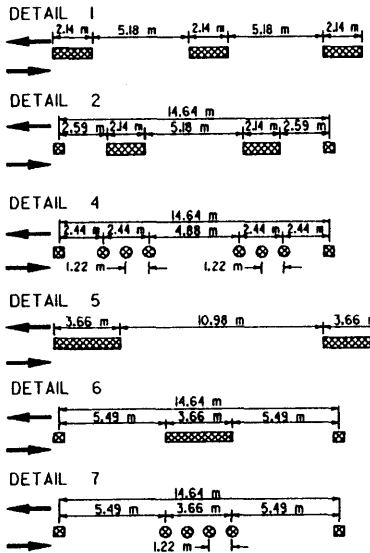 DETAIL 1
2.14 m 5.18 m 2.14 m 5.18 m 2.14 m
DETAIL 2
14.64 m
2.59 m 2.14 m 5.18 m 2.14 m 2.59 m
DETAIL 4
14.64 m
2.44 m 2.44 m 4.88 m 2.44 m 2.44 m
1.22 m 1.22 m
DETAIL 5
3.66 m 10.98 m 3.66 m
DETAIL 6
14.64 m
5.49 m 3.66 m 5.49 m
DETAIL 7
14.64 m
5.49 m 3.66 m 5.49 m
1.22 m